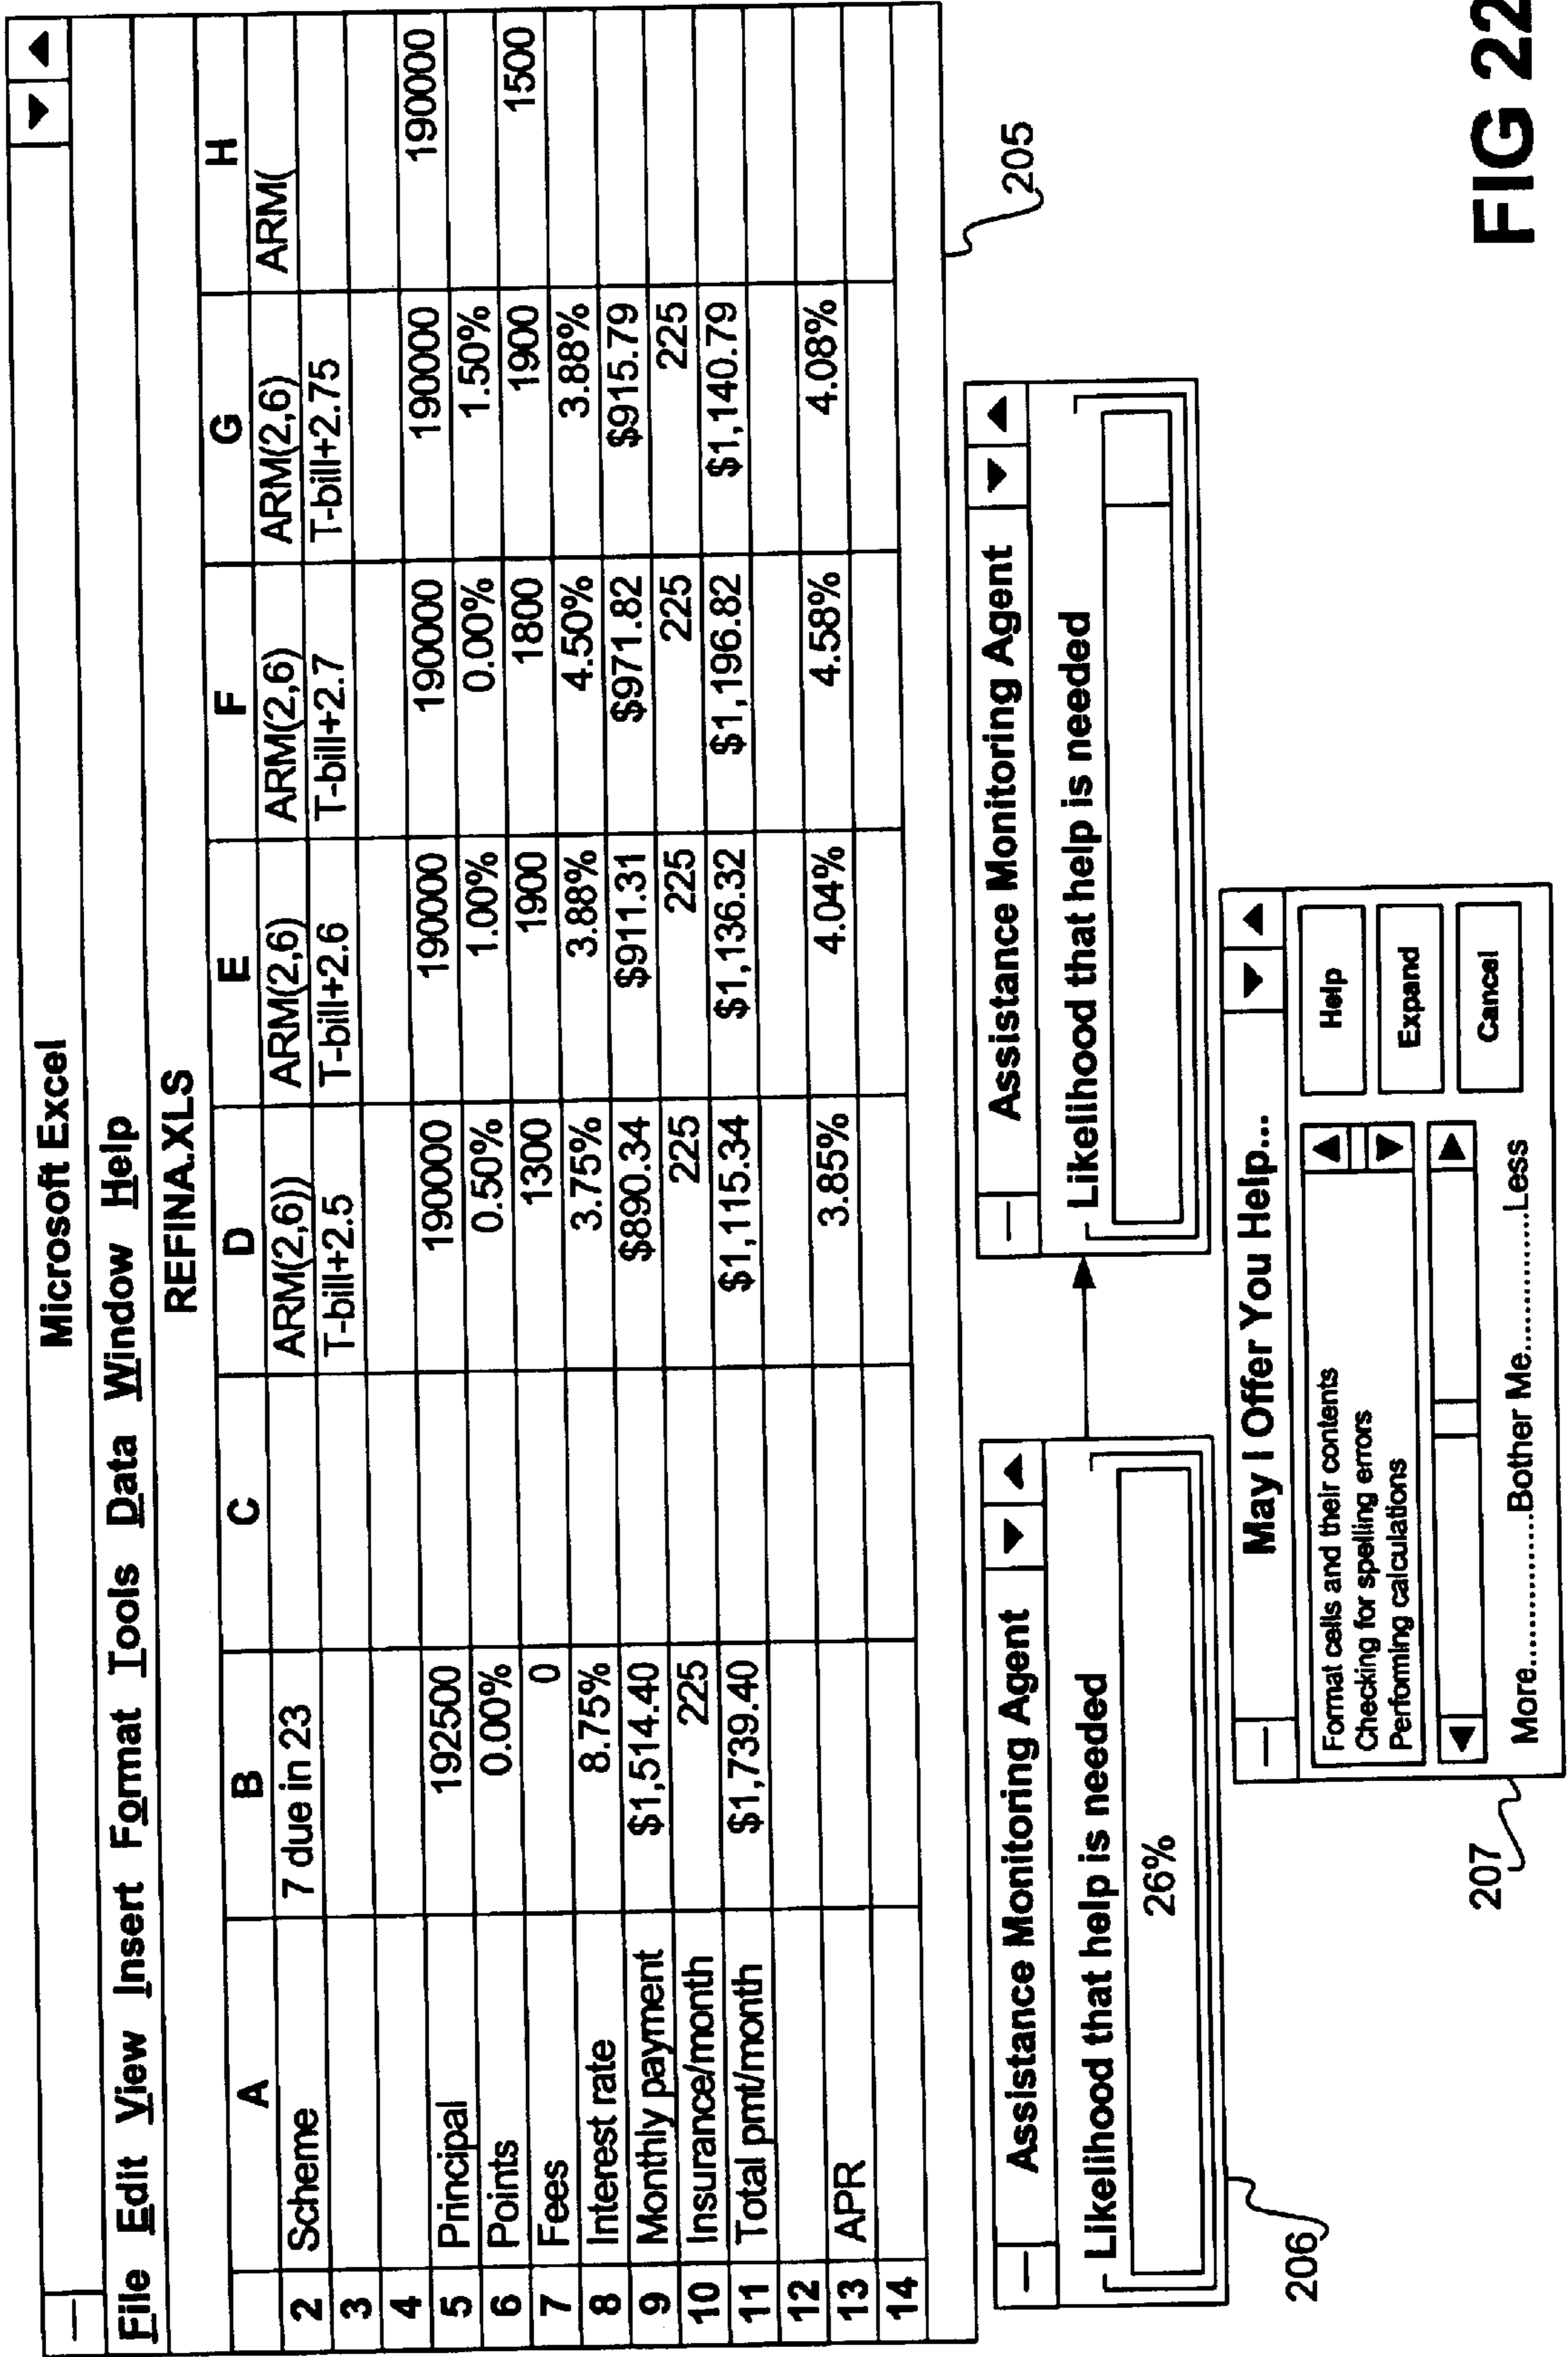 Microsoft Excel
File Edit View Insert Format Tools Data Window Help
REFINA.XLS
A B C D E F G H
2 Scheme 7 due in 23 ARM(2,6)) ARM(2,6) ARM(2,6) ARM(2,6) ARM(
3 T-bill+2.5 T-bill+2.6 T-bill+2.7 T-bill+2.75
4
5 Principal 192500 190000 190000 190000 190000 190000
6 Points 0.00% 0.50% 1.00% 0.00% 1.50%
7 Fees 0 1300 1900 1800 1900 1500
8 Interest rate 8.75% 3.75% 3.88% 4.50% 3.88%
9 Monthly payment $1,514.40 $890.34 $911.31 $971.82 $915.79
10 Insurance/month 225 225 225 225 225
11 Total pmt/month $1,739.40 $1,115.34 $1,136.32 $1,196.82 $1,140.79
12
13 APR 3.85% 4.04% 4.58% 4.08%
14
205
Assistance Monitoring Agent
Likelihood that help is needed
26%
206
Assistance Monitoring Agent
Likelihood that help is needed
May I Offer You Help...
Format cells and their contents
Checking for spelling errors
Performing calculations
Help
Expand
Cancel
More................Bother Me.............Less
207
FIG 22